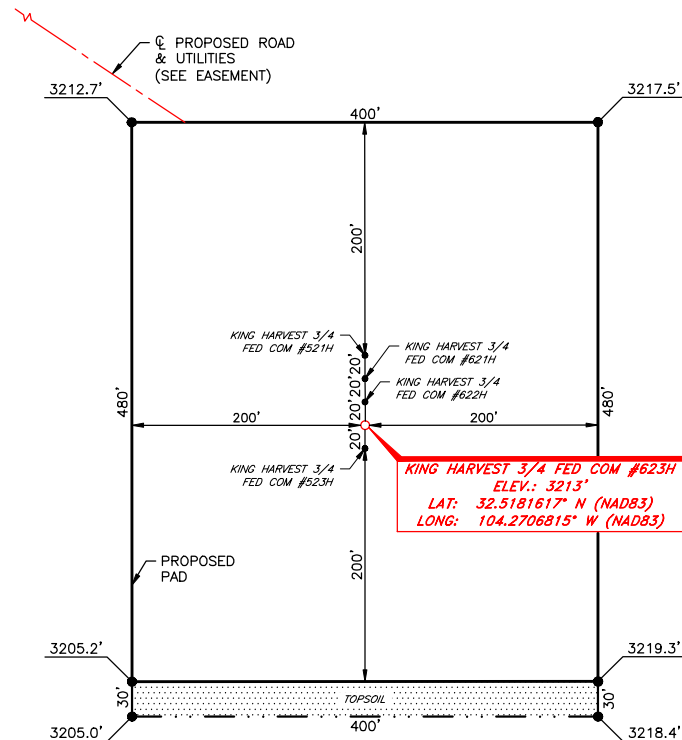 ℄ PROPOSED ROAD
& UTILITIES
(SEE EASEMENT)
3212.7'
3217.5'
400'
200'
KING HARVEST 3/4
FED COM #521H
20'
KING HARVEST 3/4
FED COM #621H
20'
KING HARVEST 3/4
FED COM #622H
20'
480'
480'
200'
200'
20'
KING HARVEST 3/4
FED COM #523H
KING HARVEST 3/4 FED COM #623H
ELEV.: 3213'
LAT: 32.5181617° N (NAD83)
LONG: 104.2706815° W (NAD83)
200'
PROPOSED
PAD
3205.2'
3219.3'
30'
TOPSOIL
30'
400'
3205.0'
3218.4'